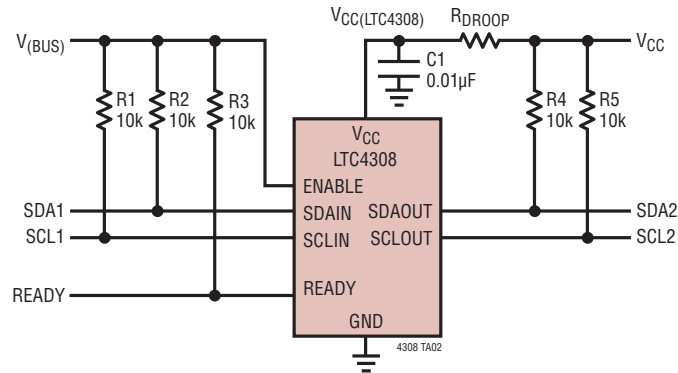 V(BUS)
VCC(LTC4308)
RDROOP
VCC
C1
0.01µF
R1
10k
R2
10k
R3
10k
R4
10k
R5
10k
VCC
LTC4308
ENABLE
SDA1
SDAIN
SDAOUT
SDA2
SCL1
SCLIN
SCLOUT
SCL2
READY
READY
GND
4308 TA02